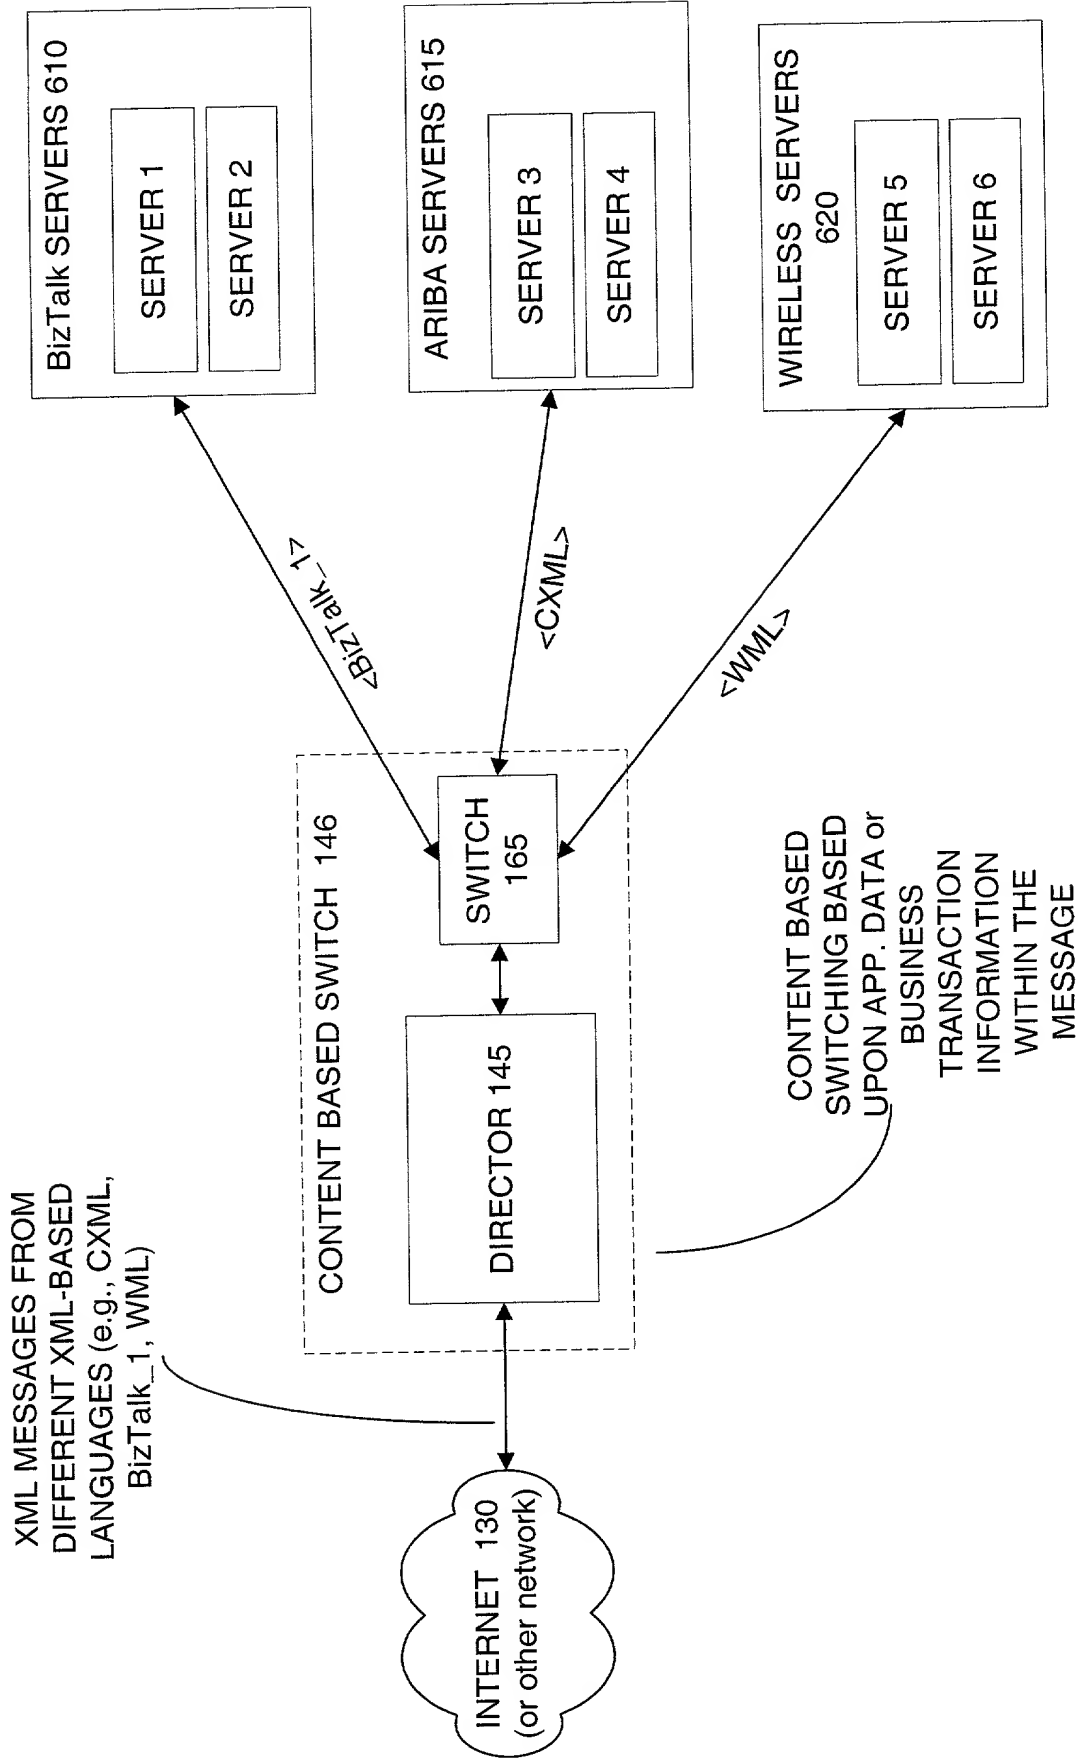 XML MESSAGES FROM
DIFFERENT XML-BASED
LANGUAGES (e.g., CXML,
BizTalk_1, WML)
INTERNET 130
(or other network)
CONTENT BASED SWITCH 146
DIRECTOR 145
SWITCH
165
CONTENT BASED
SWITCHING BASED
UPON APP. DATA or
BUSINESS
TRANSACTION
INFORMATION
WITHIN THE
MESSAGE
<BizTalk_1>
<CXML>
<WML>
BizTalk SERVERS 610
SERVER 1
SERVER 2
ARIBA SERVERS 615
SERVER 3
SERVER 4
WIRELESS SERVERS
620
SERVER 5
SERVER 6